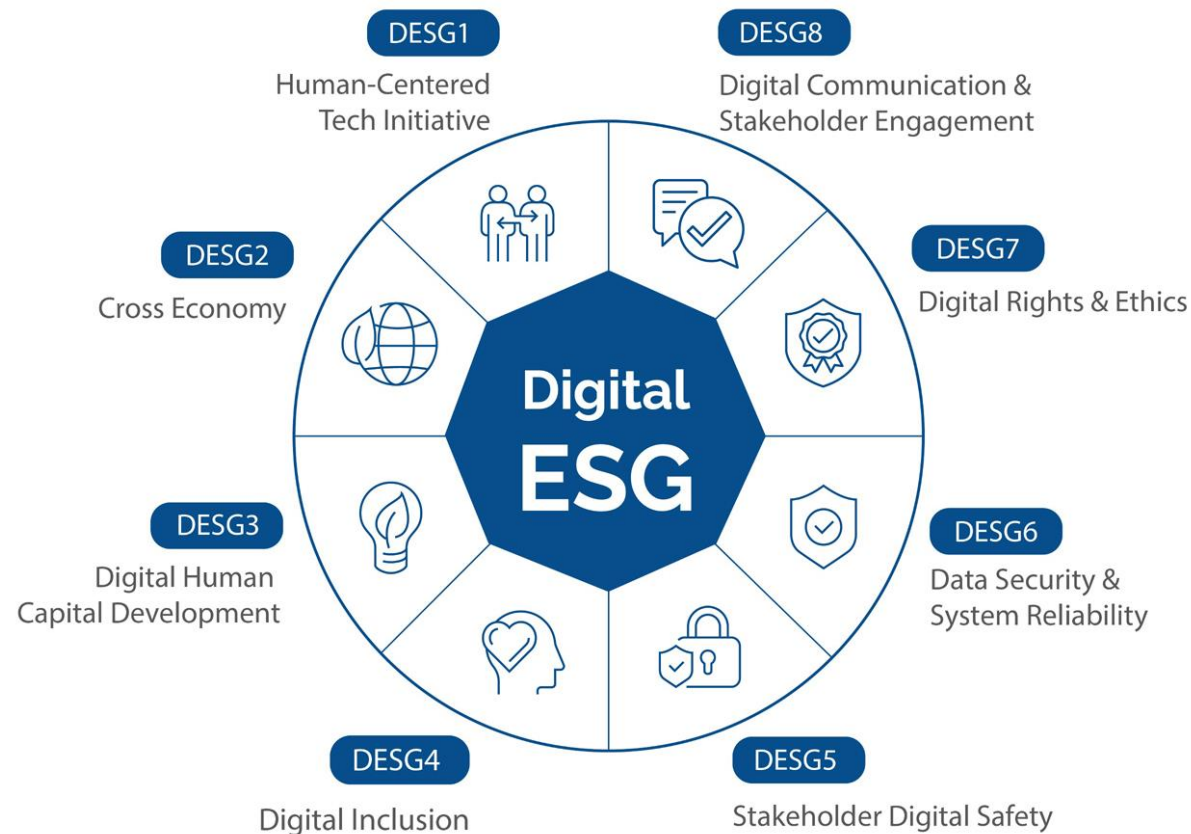 DESG1
Human-Centered
Tech Initiative
DESG8
Digital Communication &
Stakeholder Engagement
DESG2
Cross Economy
DESG7
Digital Rights & Ethics
Digital
ESG
DESG3
Digital Human
Capital Development
DESG6
Data Security &
System Reliability
DESG4
Digital Inclusion
DESG5
Stakeholder Digital Safety